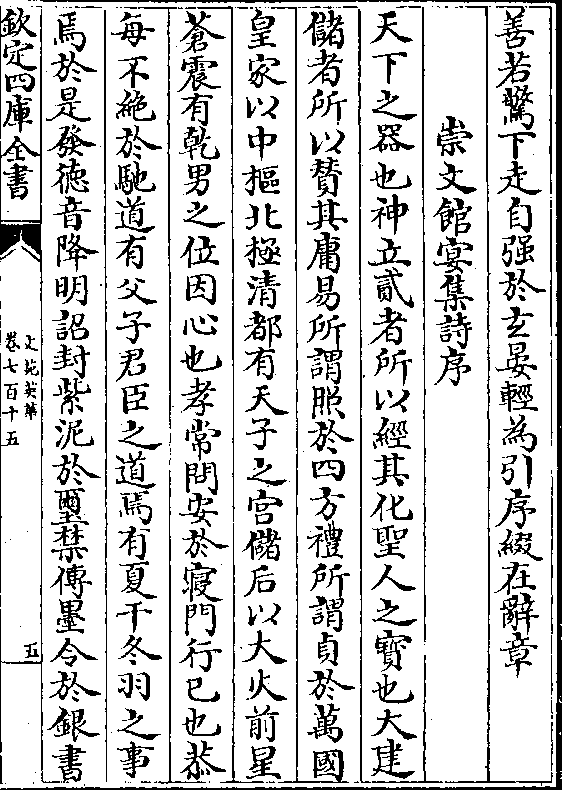 善若驚下走自强於玄晏輕為引序綴在辭章
崇文館宴集詩序
天下之器也神立貳者所以經其化聖人之寳也大建
儲者所以賛其庸易所謂照於四方禮所謂貞於萬國
皇家以中樞北極清都有天子之宫儲后以大火前星
蒼震有乾男之位因心也孝常問安於寢門行已也恭
每不絶於馳道有父子君臣之道焉有夏干冬羽之事
焉於是發徳音降明詔封紫泥於璽禁傳墨令於銀書
欽定四庫全書
文苑英華
卷七百十五
五